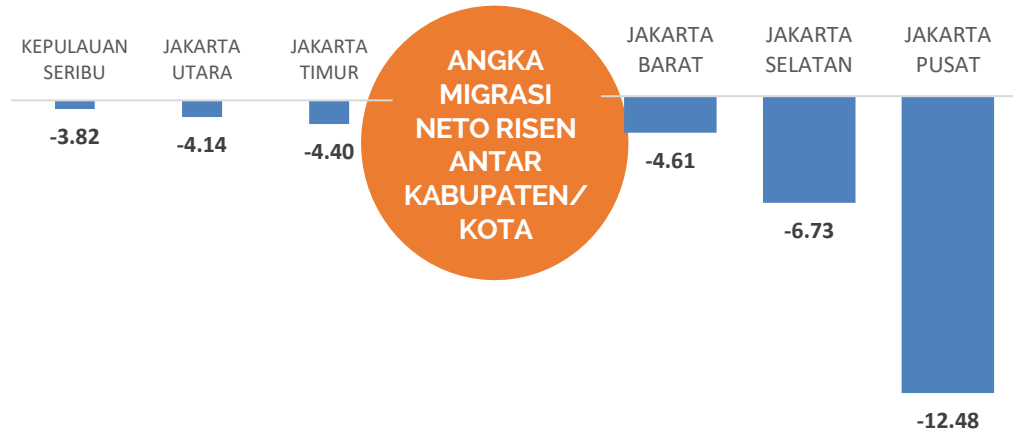 KEPULAUAN
SERIBU
-3.82
JAKARTA
UTARA
-4.14
JAKARTA
TIMUR
-4.40
ANGKA
MIGRASI
NETO RISEN
ANTAR
KABUPATEN/
KOTA
JAKARTA
BARAT
-4.61
JAKARTA
SELATAN
-6.73
JAKARTA
PUSAT
-12.48